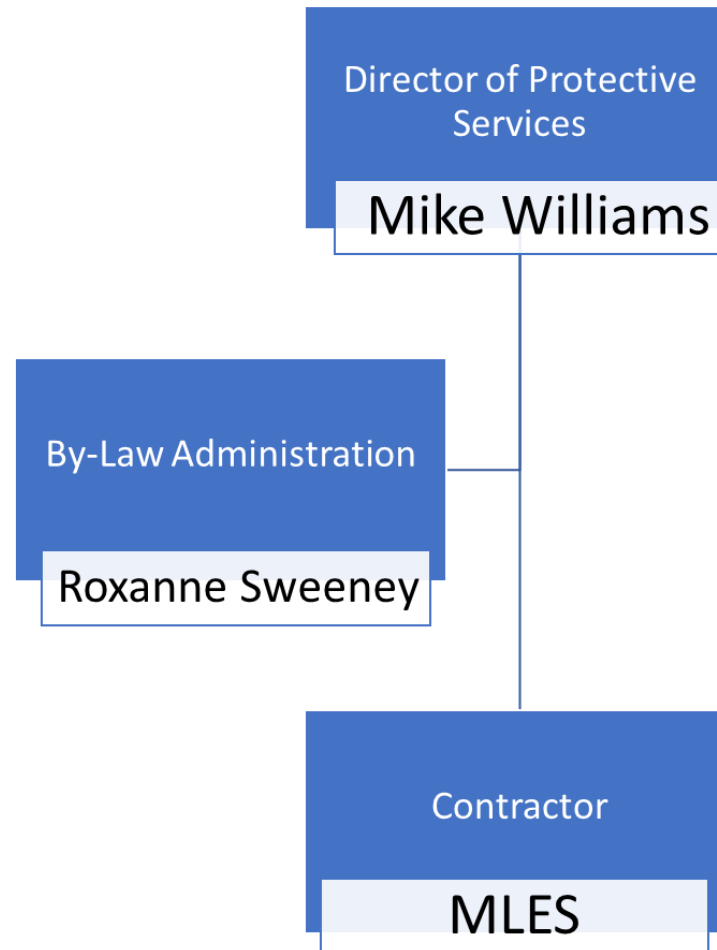 Director of Protective
Services
Mike Williams
By-Law Administration
Roxanne Sweeney
Contractor
MLES